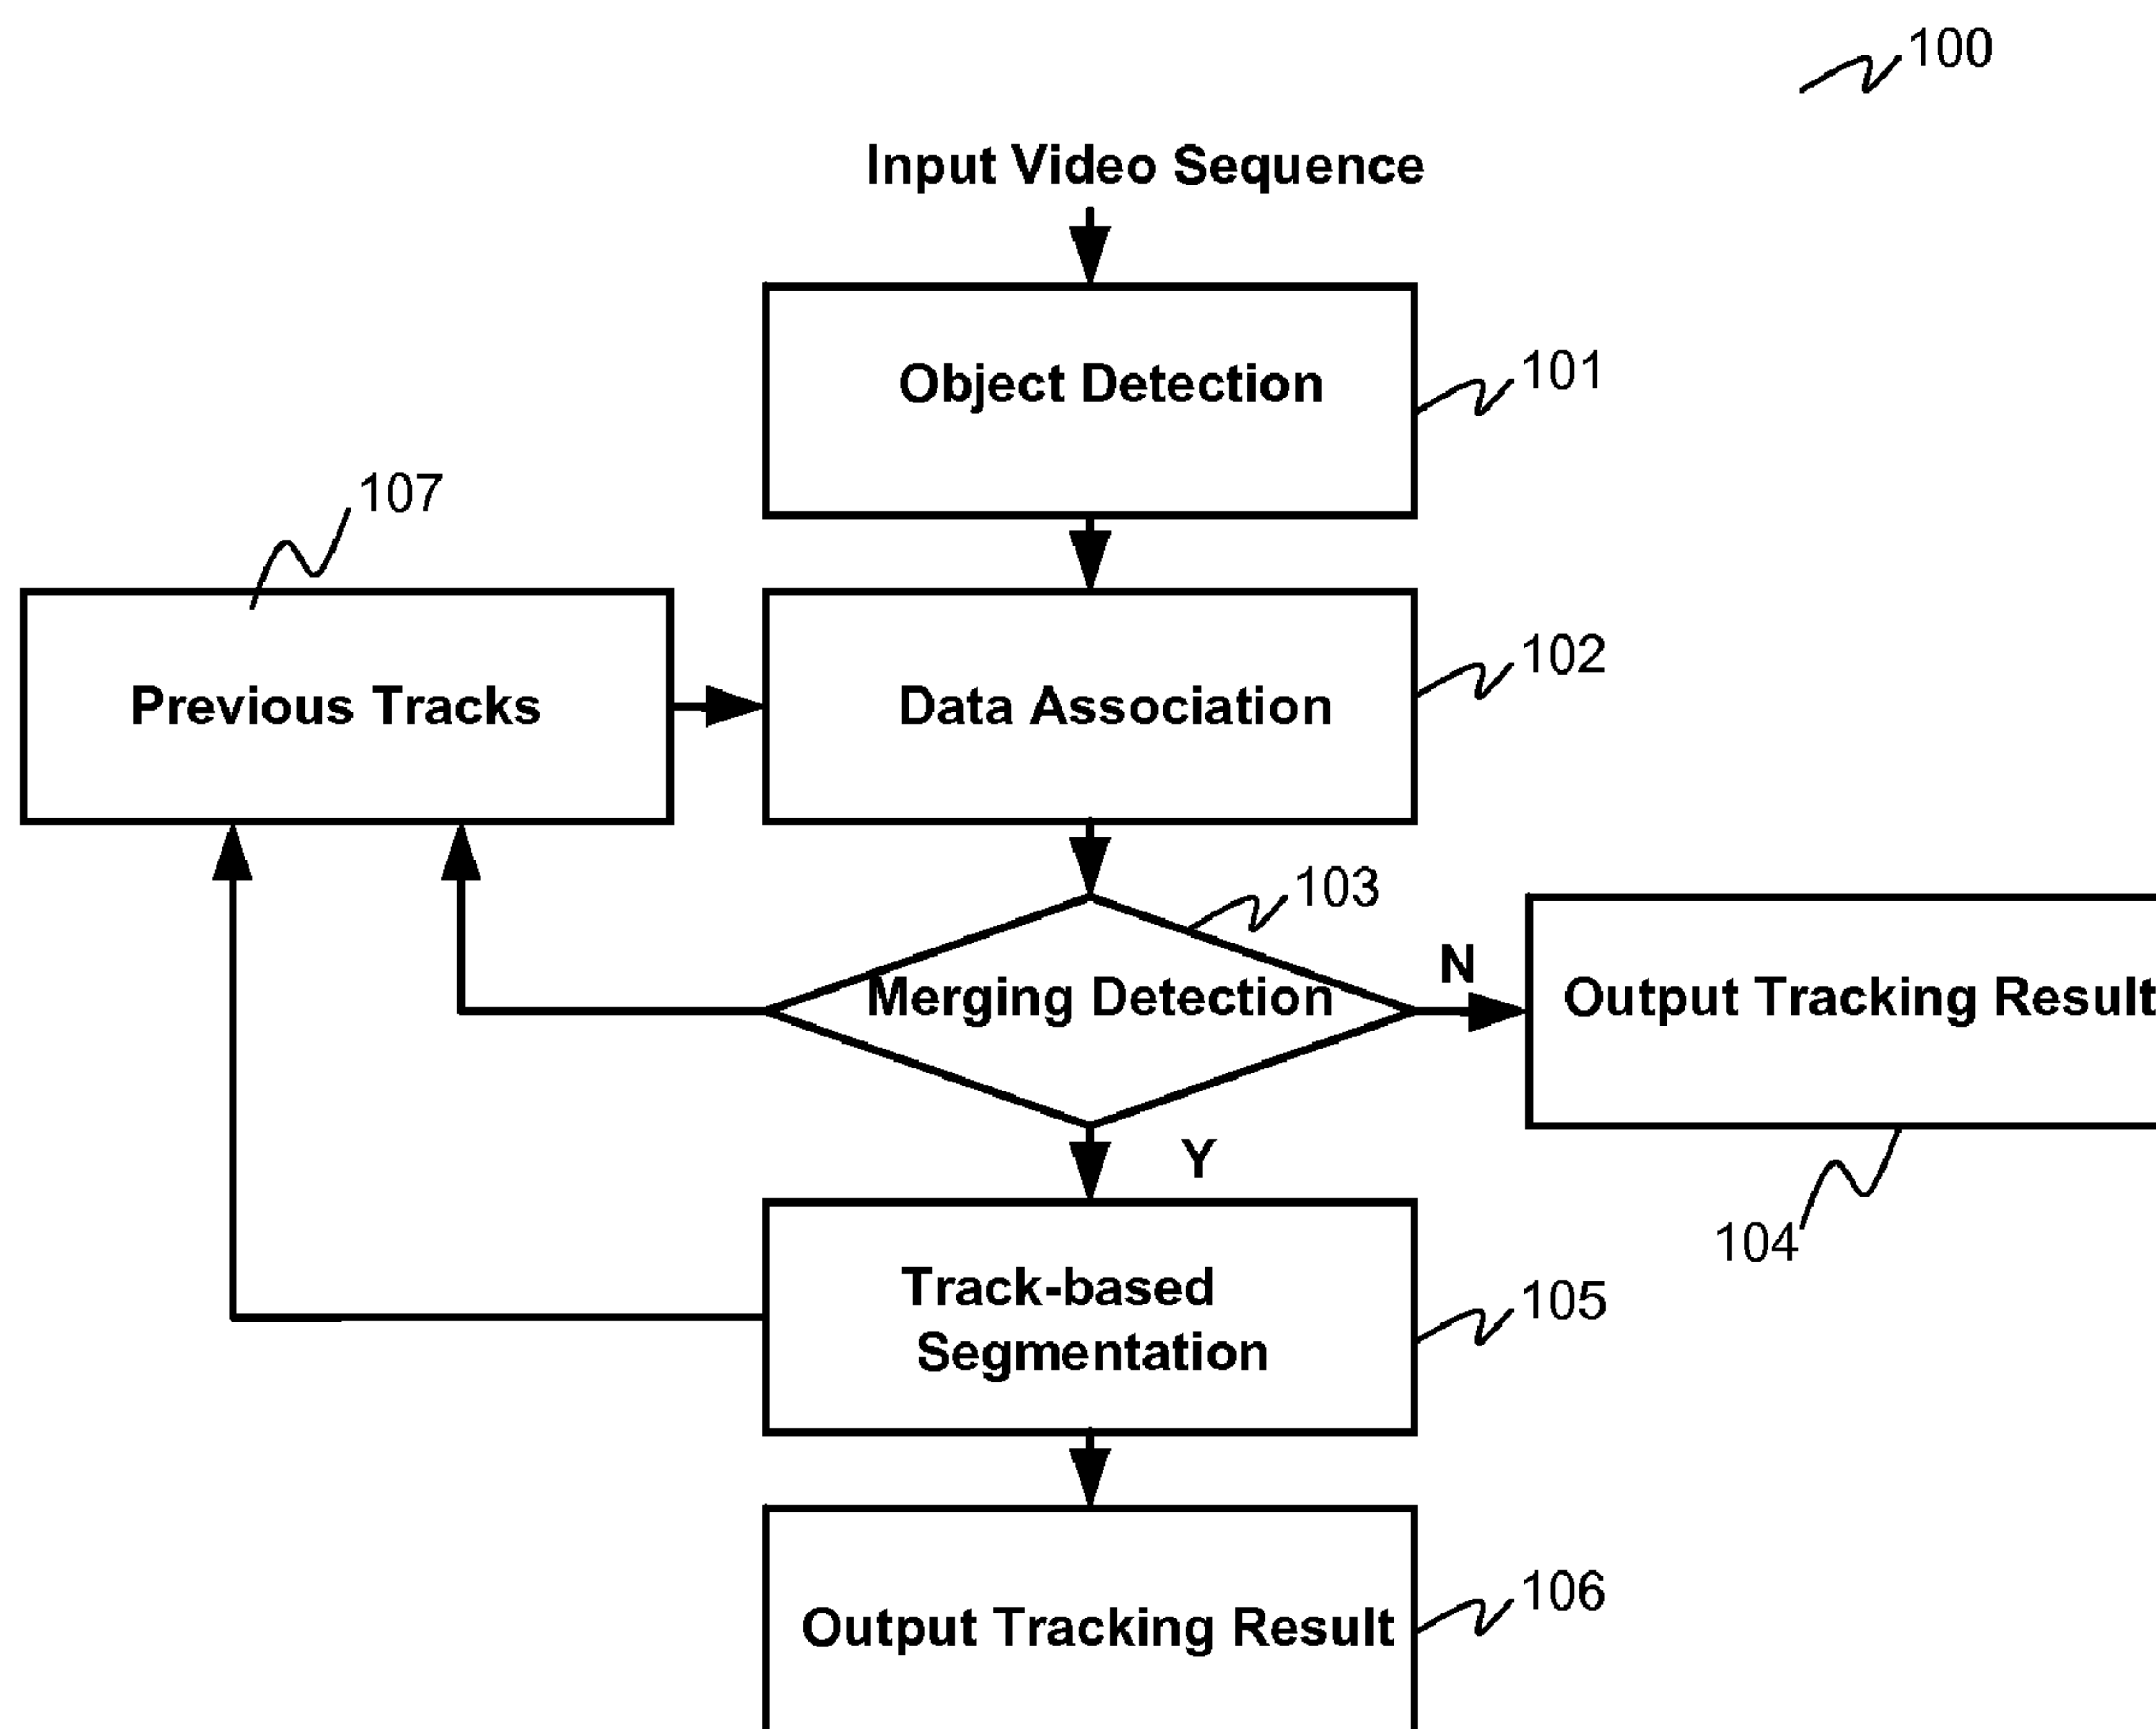 100
Input Video Sequence
Object Detection
101
107
Previous Tracks
Data Association
102
103
Merging Detection
N
Output Tracking Result
Y
104
Track-based
Segmentation
105
Output Tracking Result
106